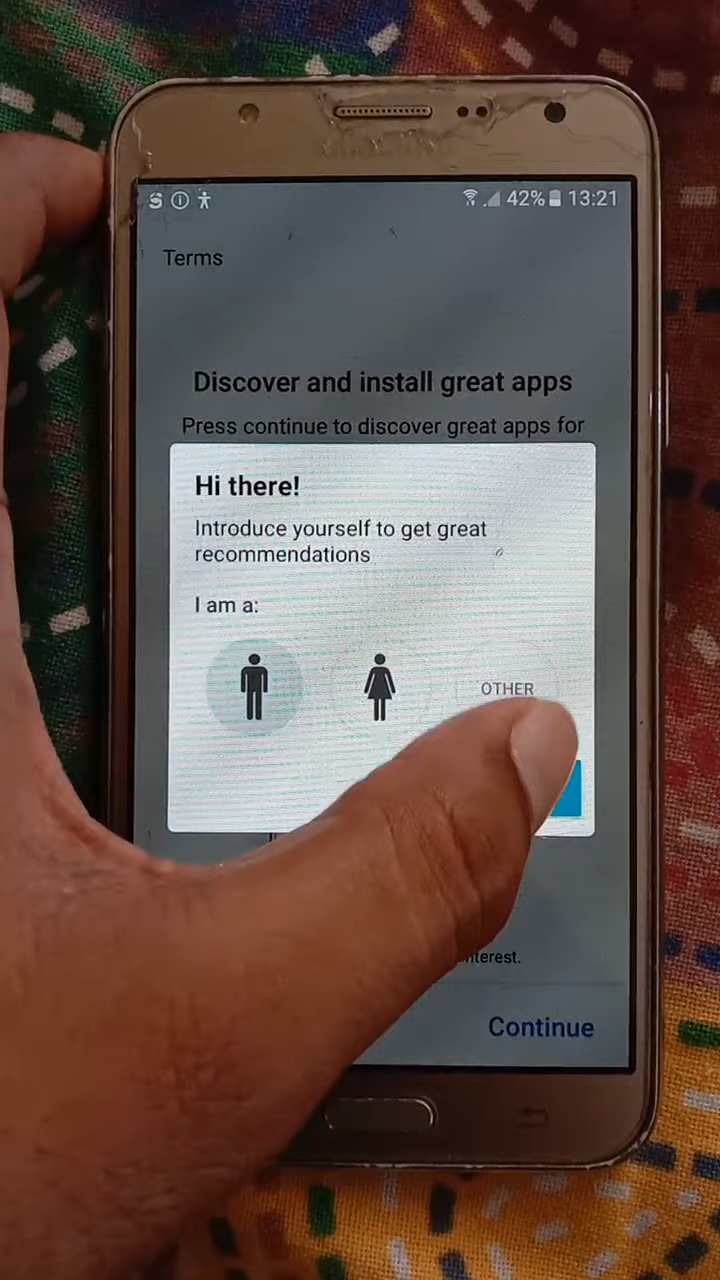 42% 13:21
Terms
Discover and install great apps
Press continue to discover great apps for
Hi there!
Introduce yourself to get great
recommendations
I am a:
OTHER
nterest.
Continue